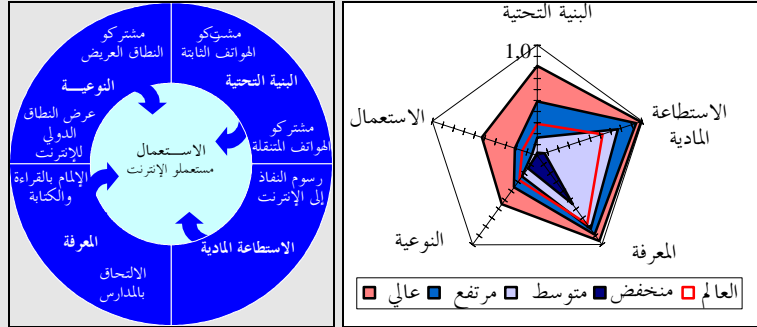 مشتركو
الهواتف الثابتة
البنية التحتية
مشتركو
الهواتف المتنقلة
رسوم النفاذ
إلى الإنترنت
الاستطاعة المادية
الالتحاق
بالمدارس
المعرفة
الإلمام بالقراءة
والكتابة
عرض النطاق
الدولي
للإنترنت
النوعيـــة
مشتركو
النطاق العريض
الاســـتعمال
مستعملو الإنترنت
البنية التحتية
1,0
الاستطاعة
المادية
المعرفة
النوعية
الاستعمال
العالم
منخفض
متوسط
مرتفع
عالي